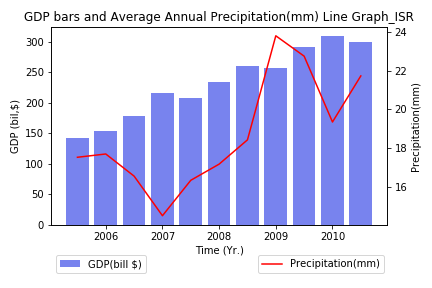 GDP bars and Average Annual Precipitation(mm) Line Graph_ISR
GDP (bil,$)
300
250
200
150
100
50
0
24
22
20
18
16
Precipitation(mm)
2006 2007 2008 2009 2010
Time (Yr.)
GDP(bill $)
Precipitation(mm)